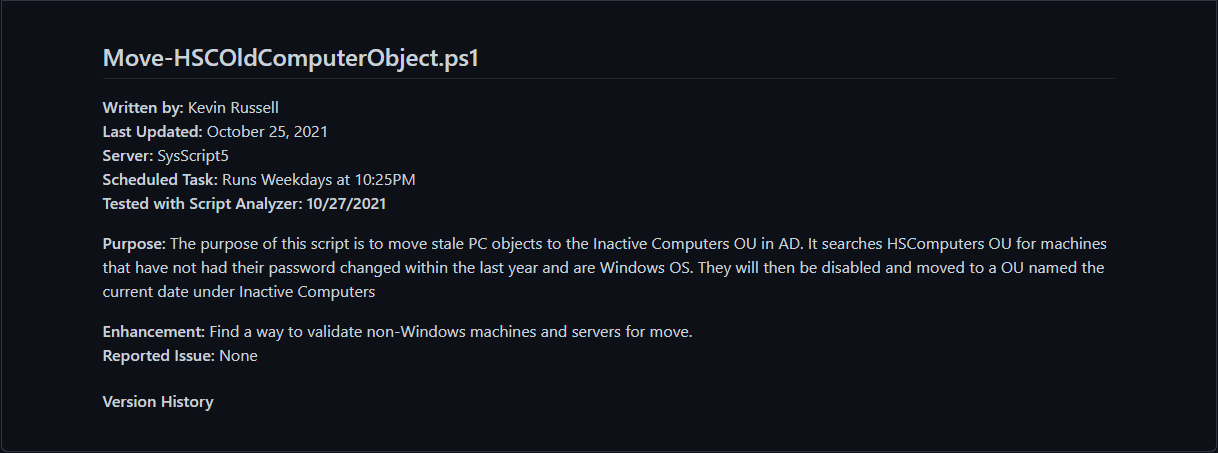 Move-HSCOldComputerObject.ps1
Written by: Kevin Russell
Last Updated: October 25, 2021
Server: SysScript5
Scheduled Task: Runs Weekdays at 10:25PM
Tested with Script Analyzer: 10/27/2021
Purpose: The purpose of this script is to move stale PC objects to the Inactive Computers OU in AD. It searches HSComputers OU for machines
that have not had their password changed within the last year and are Windows OS. They will then be disabled and moved to a OU named the
current date under Inactive Computers
Enhancement: Find a way to validate non-Windows machines and servers for move.
Reported Issue: None
Version History